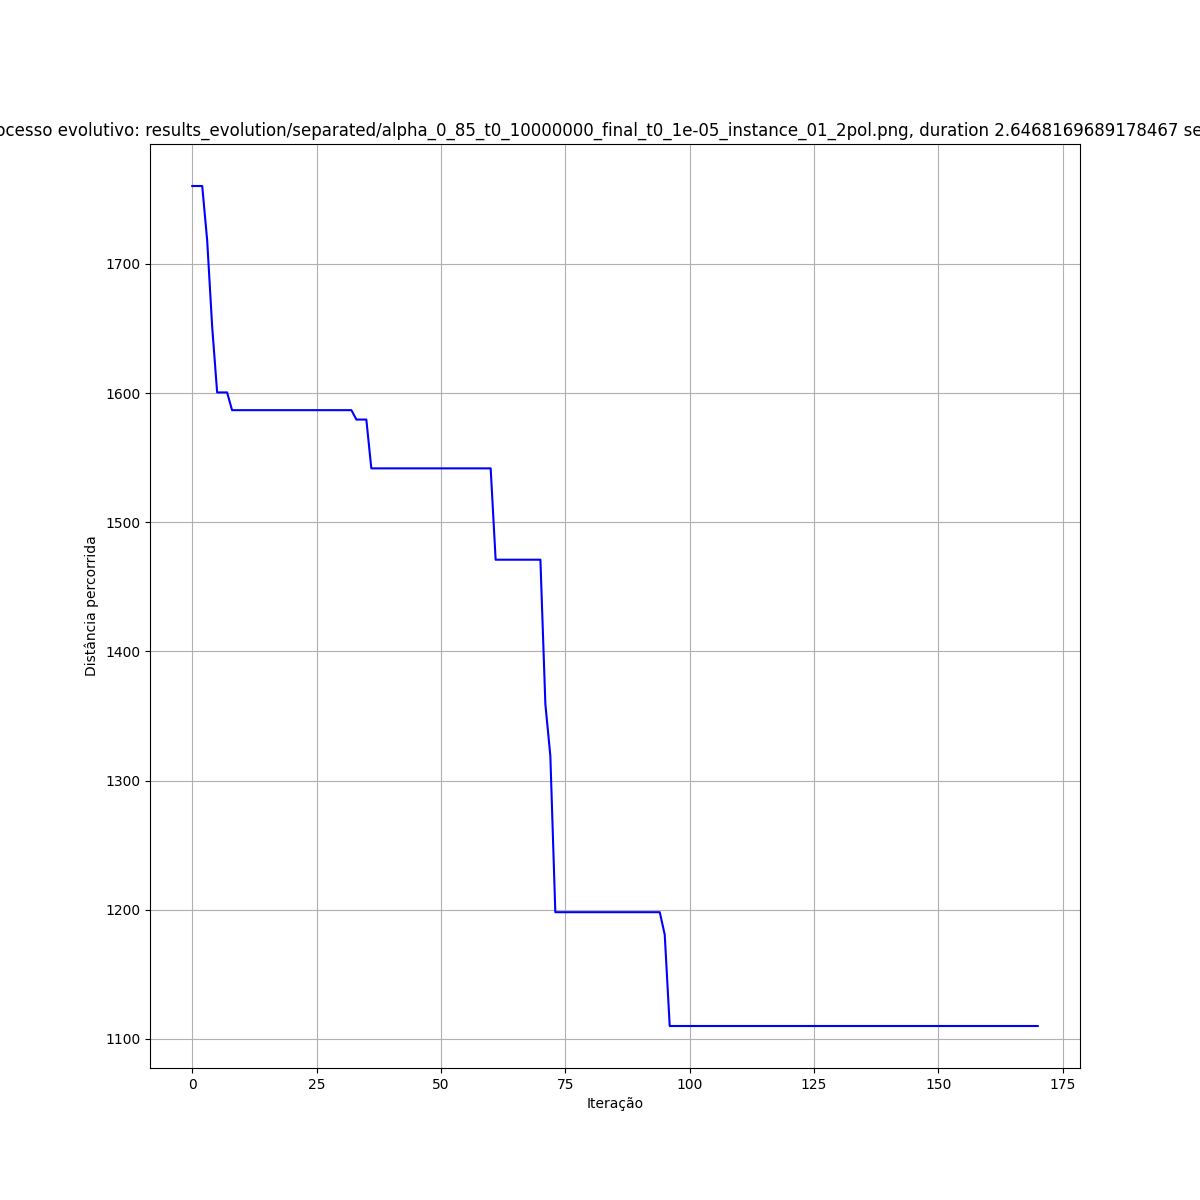 ocesso evolutivo: results_evolution/separated/alpha_0_85_t0_10000000_final_t0_1e-05_instance_01_2pol.png, duration 2.6468169689178467 se
1700
1600
1500
1400
1300
1200
1100
Distância percorrida
0 25 50 75 100 125 150 175
Iteração